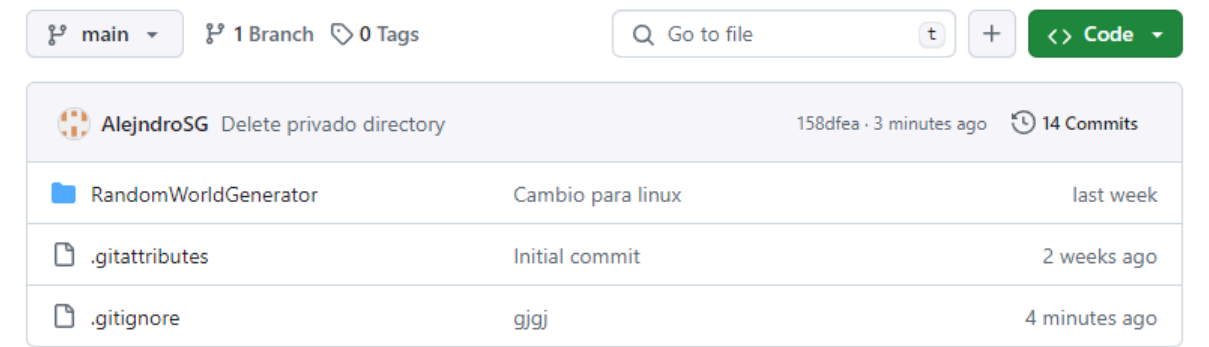 main 1 Branch 0 Tags Go to file t + <> Code
AlejndroSG Delete privado directory 158dfea · 3 minutes ago 14 Commits
RandomWorldGenerator Cambio para linux last week
.gitattributes Initial commit 2 weeks ago
.gitignore gjgj 4 minutes ago